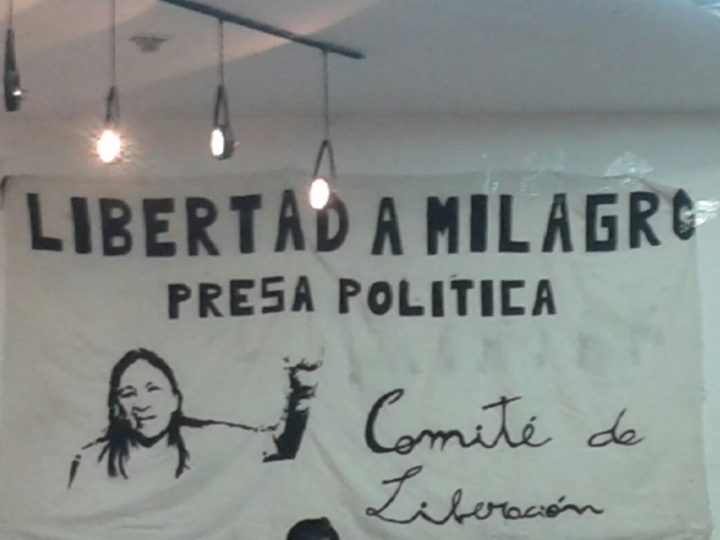 LIBERTAD A MILAGRO
PRESA POLITICA
Comité de
Liberación